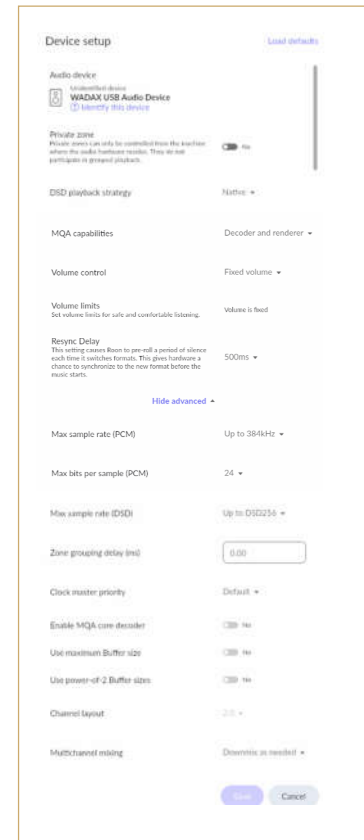 Device setup
Load defaults
Audio device
Unidentified device
WADAX USB Audio Device
Identify this device
Private zone
Private zones can only be controlled from the machine
where the audio hardware resides. They do not
participate in grouped playback.
No
DSD playback strategy
Native
MQA capabilities
Decoder and renderer
Volume control
Fixed volume
Volume limits
Set volume limits for safe and comfortable listening.
Volume is fixed
Resync Delay
This setting causes Roon to pre-roll a period of silence
each time it switches formats. This gives hardware a
chance to synchronize to the new format before the
music starts.
500ms
Hide advanced
Max sample rate (PCM)
Up to 384kHz
Max bits per sample (PCM)
24
Max sample rate (DSD)
Up to DSD256
Zone grouping delay (ms)
0.00
Clock master priority
Default
Enable MQA core decoder
No
Use maximum Buffer size
No
Use power-of-2 Buffer sizes
No
Channel layout
2.0
Multichannel mixing
Downmix as needed
Save
Cancel